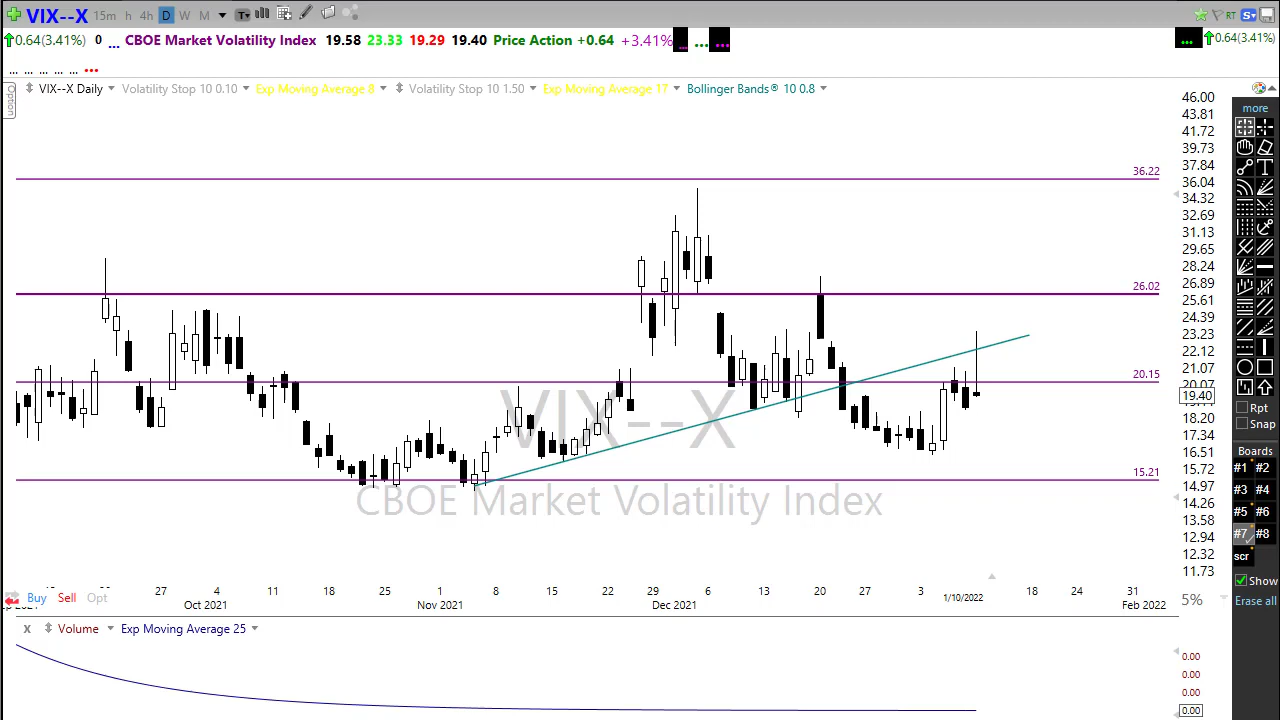 VIX--X 15m h 4h D W M T RT S
0.64(3.41%) 0 ... CBOE Market Volatility Index 19.58 23.33 19.29 19.40 Price Action +0.64 +3.41% ... ... ... ... 0.64(3.41%)
... ... ... ... ... ...
Option
VIX--X Daily Volatility Stop 10 0.10 Exp Moving Average 8 Volatility Stop 10 1.50 Exp Moving Average 17 Bollinger Bands® 10 0.8
46.00
43.81
41.72
39.73
37.84
36.04
34.32
32.69
31.13
29.65
28.24
26.89
25.61
24.39
23.23
22.12
21.07
20.07
19.40
18.20
17.34
16.51
15.72
14.97
14.26
13.58
12.94
12.32
11.73
36.22
26.02
20.15
15.21
VIX--X
CBOE Market Volatility Index
more
Rpt
Snap
Boards
#1 #2
#3 #4
#5 #6
#7 #8
scr
Show
Erase all
27 4 11 18 25 1 8 15 22 29 6 13 20 27 3 1/10/2022 18 24 31
Oct 2021 Nov 2021 Dec 2021 Feb 2022
Buy Sell Opt
5%
X Volume Exp Moving Average 25
0.00
0.00
0.00
0.00